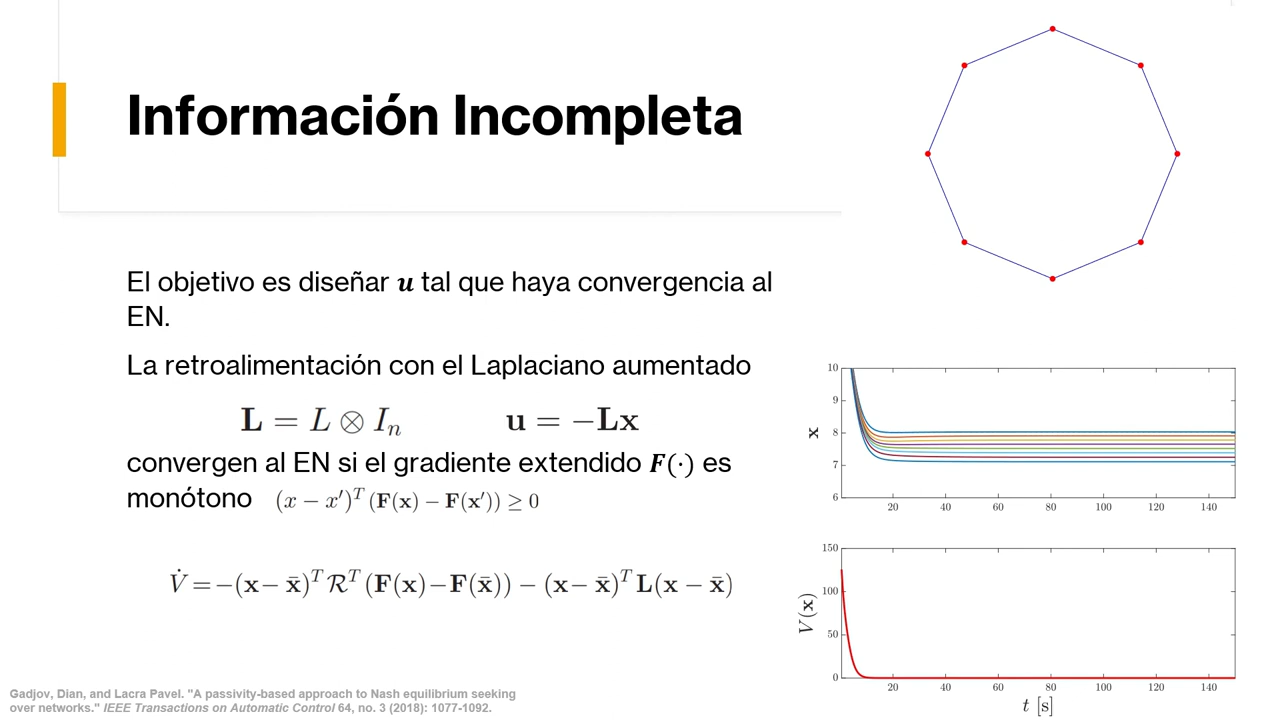 Información Incompleta
El objetivo es diseñar u tal que haya convergencia al
EN.
La retroalimentación con el Laplaciano aumentado
L = L ⊗ Iₙ u = −Lx
convergen al EN si el gradiente extendido F(·) es
monótono (x − x′)ᵀ(F(x) − F(x′)) ≥ 0
V̇ = −(x − x̄)ᵀ Rᵀ (F(x) − F(x̄)) − (x − x̄)ᵀ L(x − x̄)
10
9
8
7
6
x
20 40 60 80 100 120 140
150
100
50
0
V(x)
20 40 60 80 100 120 140
t [s]
Gadjov, Dian, and Lacra Pavel. "A passivity-based approach to Nash equilibrium seeking
over networks." IEEE Transactions on Automatic Control 64, no. 3 (2018): 1077-1092.